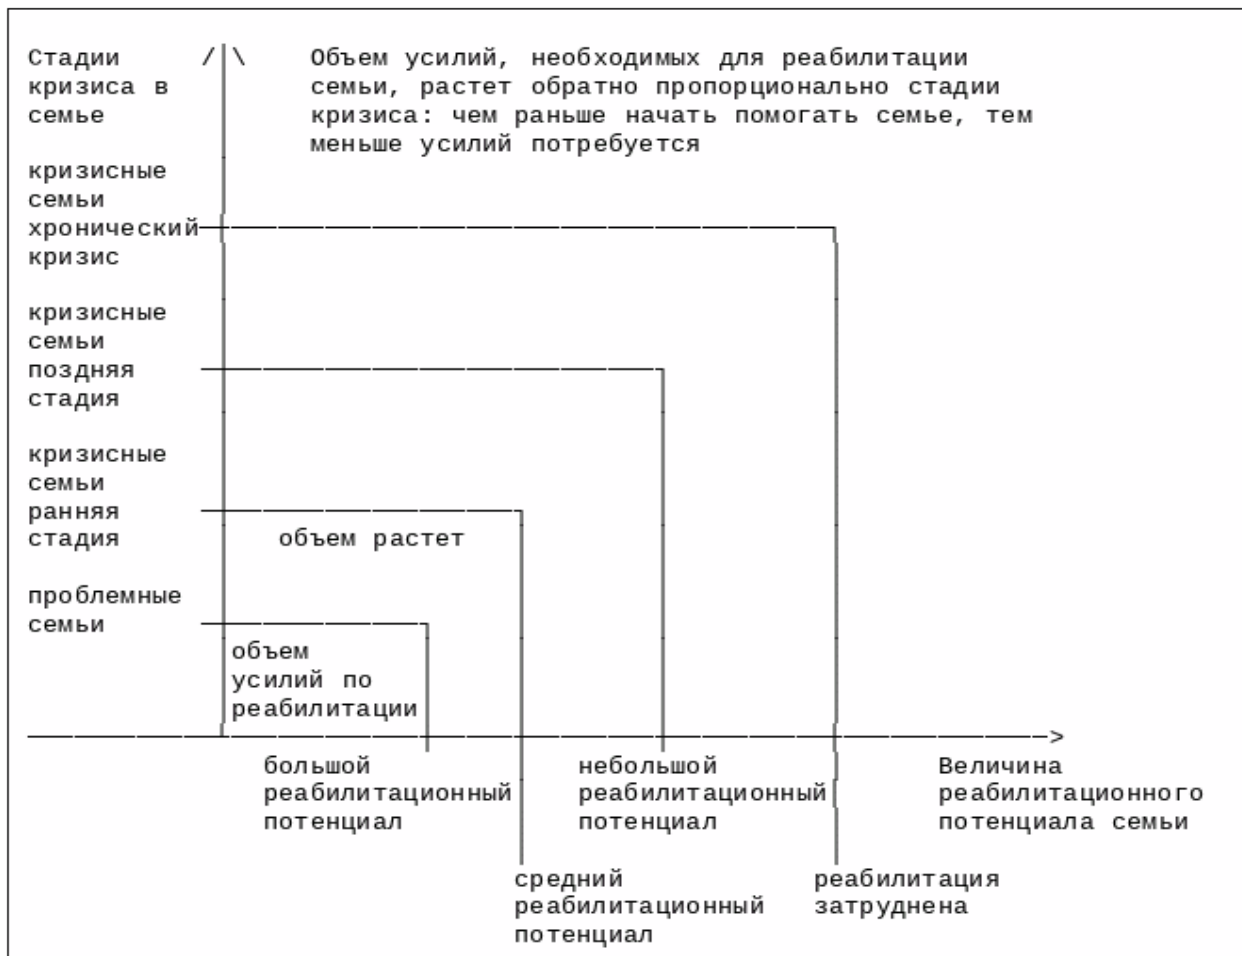 Стадии
кризиса в
семье
Объем усилий, необходимых для реабилитации
семьи, растет обратно пропорционально стадии
кризиса: чем раньше начать помогать семье, тем
меньше усилий потребуется
кризисные
семьи
хронический
кризис
кризисные
семьи
поздняя
стадия
кризисные
семьи
ранняя
стадия
объем растет
проблемные
семьи
объем
усилий по
реабилитации
большой
реабилитационный
потенциал
небольшой
реабилитационный
потенциал
Величина
реабилитационного
потенциала семьи
средний
реабилитационный
потенциал
реабилитация
затруднена